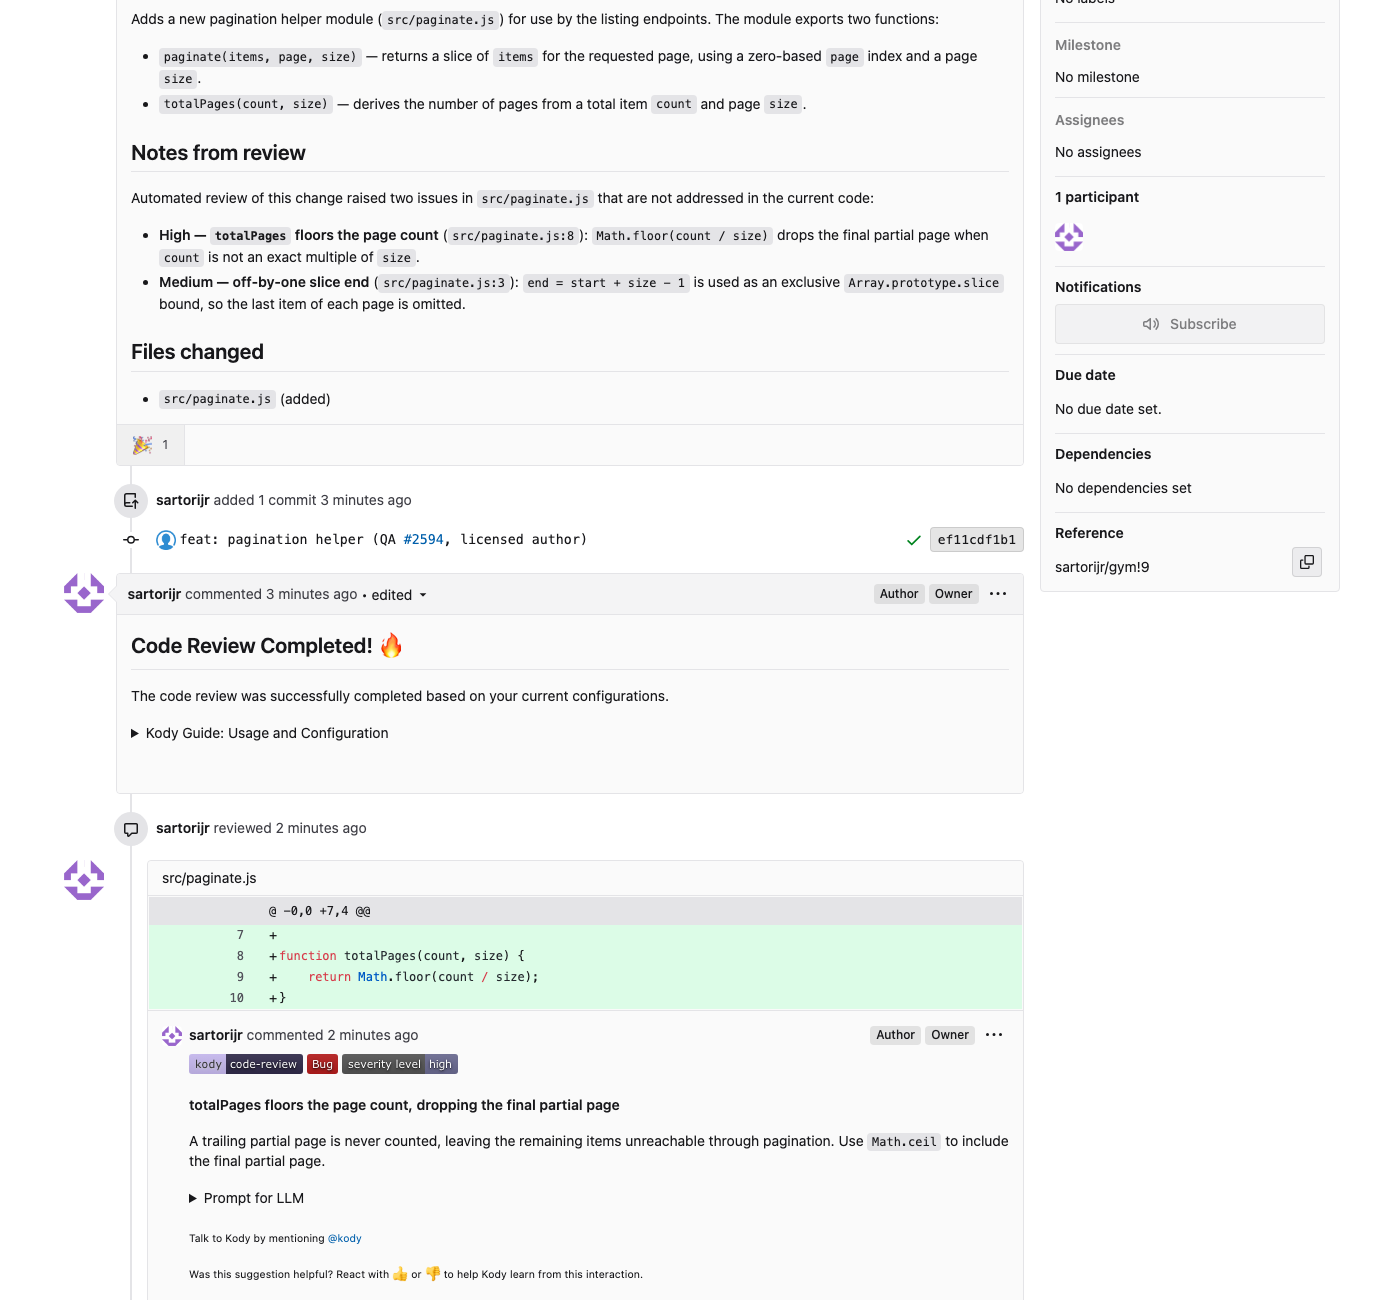 No labels
Adds a new pagination helper module ( src/paginate.js ) for use by the listing endpoints. The module exports two functions:
• paginate(items, page, size) — returns a slice of items for the requested page, using a zero-based page index and a page
size .
• totalPages(count, size) — derives the number of pages from a total item count and page size .
Notes from review
Automated review of this change raised two issues in src/paginate.js that are not addressed in the current code:
• High — totalPages floors the page count ( src/paginate.js:8 ): Math.floor(count / size) drops the final partial page when
count is not an exact multiple of size .
• Medium — off-by-one slice end ( src/paginate.js:3 ): end = start + size - 1 is used as an exclusive Array.prototype.slice
bound, so the last item of each page is omitted.
Files changed
• src/paginate.js (added)
🎉 1
sartorijr added 1 commit 3 minutes ago
feat: pagination helper (QA #2594, licensed author)
ef11cdf1b1
sartorijr commented 3 minutes ago • edited
Author Owner
Code Review Completed! 🔥
The code review was successfully completed based on your current configurations.
Kody Guide: Usage and Configuration
sartorijr reviewed 2 minutes ago
src/paginate.js
@ -0,0 +7,4 @@
7 +
8 +function totalPages(count, size) {
9 + return Math.floor(count / size);
10 +}
sartorijr commented 2 minutes ago
Author Owner
kody code-review Bug severity level high
totalPages floors the page count, dropping the final partial page
A trailing partial page is never counted, leaving the remaining items unreachable through pagination. Use Math.ceil to include
the final partial page.
Prompt for LLM
Talk to Kody by mentioning @kody
Was this suggestion helpful? React with 👍 or 👎 to help Kody learn from this interaction.
Milestone
No milestone
Assignees
No assignees
1 participant
Notifications
Subscribe
Due date
No due date set.
Dependencies
No dependencies set
Reference
sartorijr/gym!9